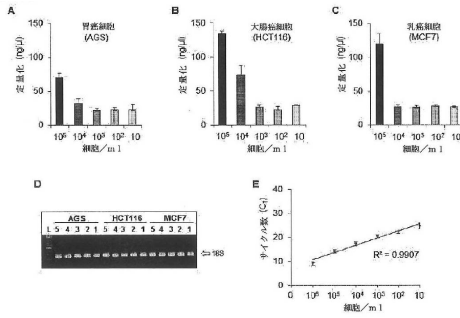 A
胃癌細胞
(AGS)
定量化 (ng/μl)
150
100
50
0
10⁵ 10⁴ 10³ 10² 10
細胞/ml
B
大腸癌細胞
(HCT116)
定量化 (ng/μl)
150
100
50
0
10⁵ 10⁴ 10³ 10² 10
細胞/ml
C
乳癌細胞
(MCF7)
定量化 (ng/μl)
150
100
50
0
10⁵ 10⁴ 10⁵ 10⁷ 10
細胞/ml
D
AGS HCT116 MCF7
L 5 4 3 2 1 5 4 3 2 1 5 4 3 2 1
⇦18S
E
サイクル数 (Cₜ)
40
30
20
10
0
0 10⁶ 10⁵ 10⁴ 10³ 10² 10
R² = 0.9907
細胞/ml